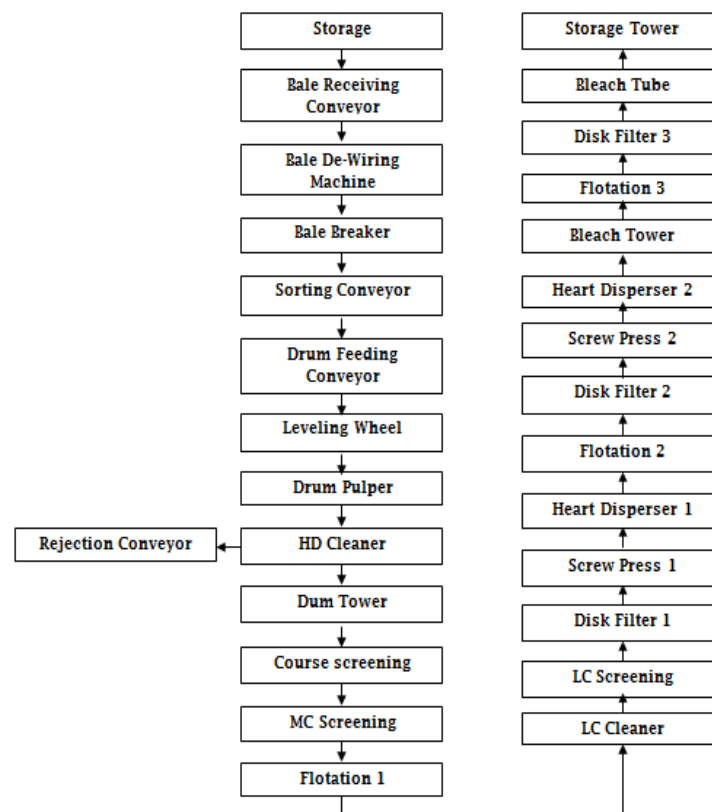 Storage
Bale Receiving
Conveyor
Bale De-Wiring
Machine
Bale Breaker
Sorting Conveyor
Drum Feeding
Conveyor
Leveling Wheel
Drum Pulper
Rejection Conveyor
HD Cleaner
Dum Tower
Course screening
MC Screening
Flotation 1
Storage Tower
Bleach Tube
Disk Filter 3
Flotation 3
Bleach Tower
Heart Disperser 2
Screw Press 2
Disk Filter 2
Flotation 2
Heart Disperser 1
Screw Press 1
Disk Filter 1
LC Screening
LC Cleaner